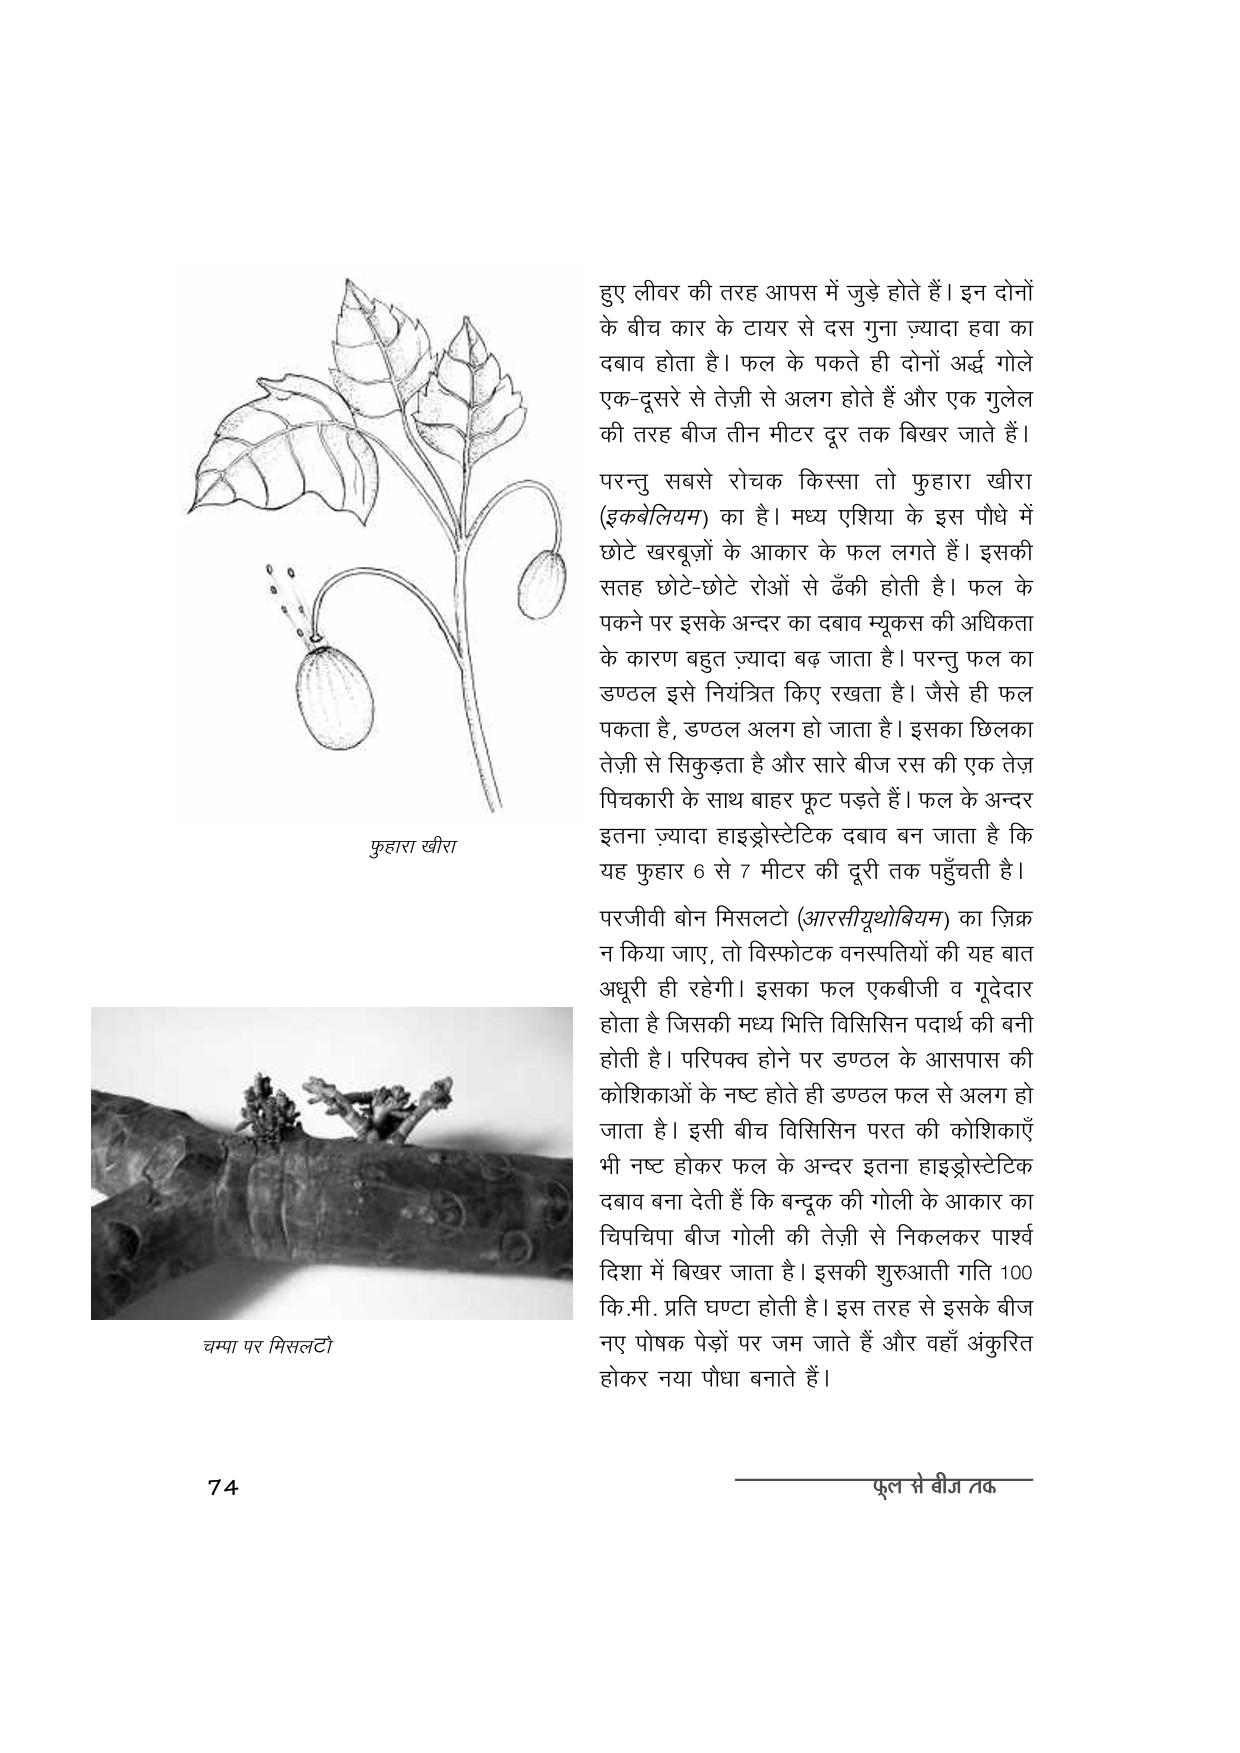 हुए लीवर की तरह आपस में जुड़े होते हैं। इन दोनों
के बीच कार के टायर से दस गुना ज़्यादा हवा का
दबाव होता है। फल के पकते ही दोनों अर्द्ध गोले
एक-दूसरे से तेज़ी से अलग होते हैं और एक गुलेल
की तरह बीज तीन मीटर दूर तक बिखर जाते हैं।
परन्तु सबसे रोचक किस्सा तो फुहारा खीरा
(इकबेलियम) का है। मध्य एशिया के इस पौधे में
छोटे खरबूज़ों के आकार के फल लगते हैं। इसकी
सतह छोटे-छोटे रोओं से ढँकी होती है। फल के
पकने पर इसके अन्दर का दबाव म्यूकस की अधिकता
के कारण बहुत ज़्यादा बढ़ जाता है। परन्तु फल का
डण्ठल इसे नियंत्रित किए रखता है। जैसे ही फल
पकता है, डण्ठल अलग हो जाता है। इसका छिलका
तेज़ी से सिकुड़ता है और सारे बीज रस की एक तेज़
पिचकारी के साथ बाहर फूट पड़ते हैं। फल के अन्दर
इतना ज़्यादा हाइड्रोस्टेटिक दबाव बन जाता है कि
यह फुहार 6 से 7 मीटर की दूरी तक पहुँचती है।
फुहारा खीरा
परजीवी बोन मिसलटो (आरसीयूथोबियम) का ज़िक्र
न किया जाए, तो विस्फोटक वनस्पतियों की यह बात
अधूरी ही रहेगी। इसका फल एकबीजी व गूदेदार
होता है जिसकी मध्य भित्ति विसिसिन पदार्थ की बनी
होती है। परिपक्व होने पर डण्ठल के आसपास की
कोशिकाओं के नष्ट होते ही डण्ठल फल से अलग हो
जाता है। इसी बीच विसिसिन परत की कोशिकाएँ
भी नष्ट होकर फल के अन्दर इतना हाइड्रोस्टेटिक
दबाव बना देती हैं कि बन्दूक की गोली के आकार का
चिपचिपा बीज गोली की तेज़ी से निकलकर पार्श्व
दिशा में बिखर जाता है। इसकी शुरुआती गति 100
कि.मी. प्रति घण्टा होती है। इस तरह से इसके बीज
नए पोषक पेड़ों पर जम जाते हैं और वहाँ अंकुरित
होकर नया पौधा बनाते हैं।
चम्पा पर मिसलटो
74
फूल से बीज तक